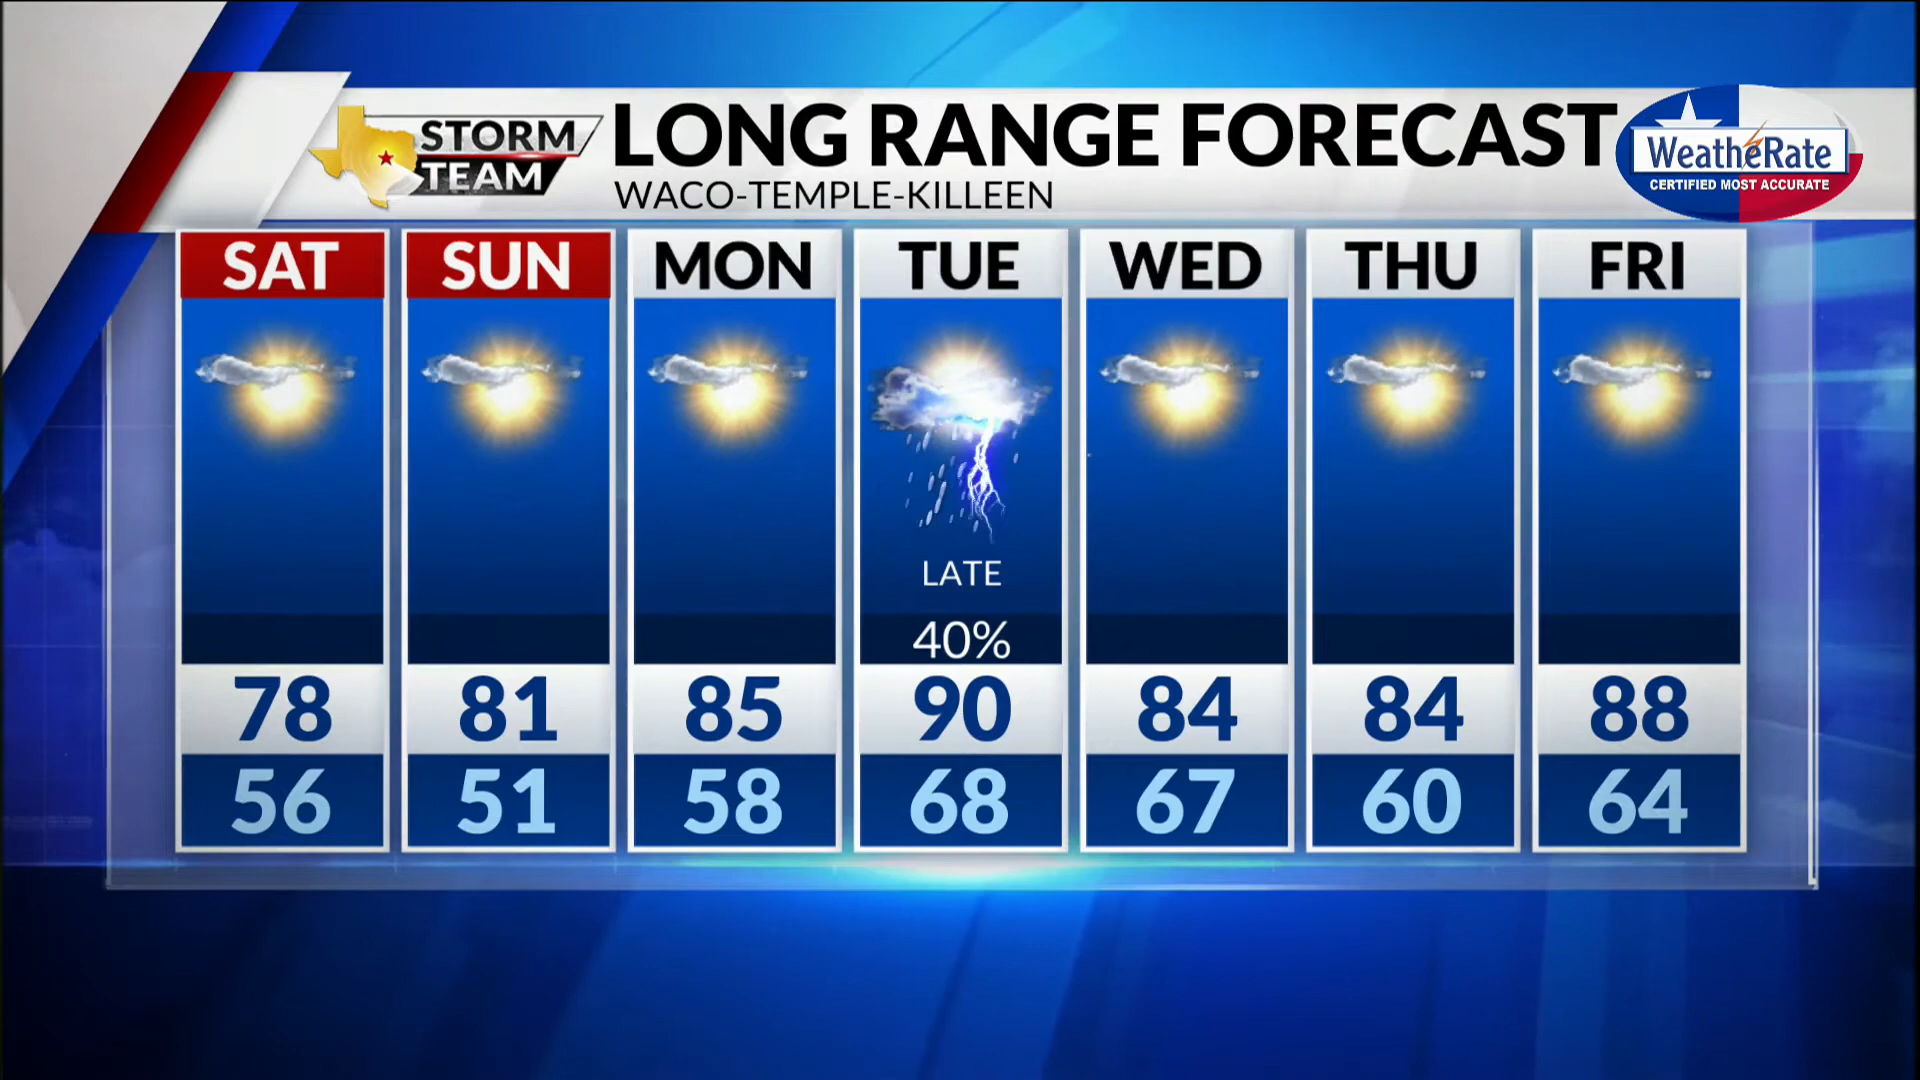 STORM
TEAM
LONG RANGE FORECAST
WACO-TEMPLE-KILLEEN
WeatheRate
CERTIFIED MOST ACCURATE
SAT SUN MON TUE WED THU FRI
LATE
40%
78 81 85 90 84 84 88
56 51 58 68 67 60 64